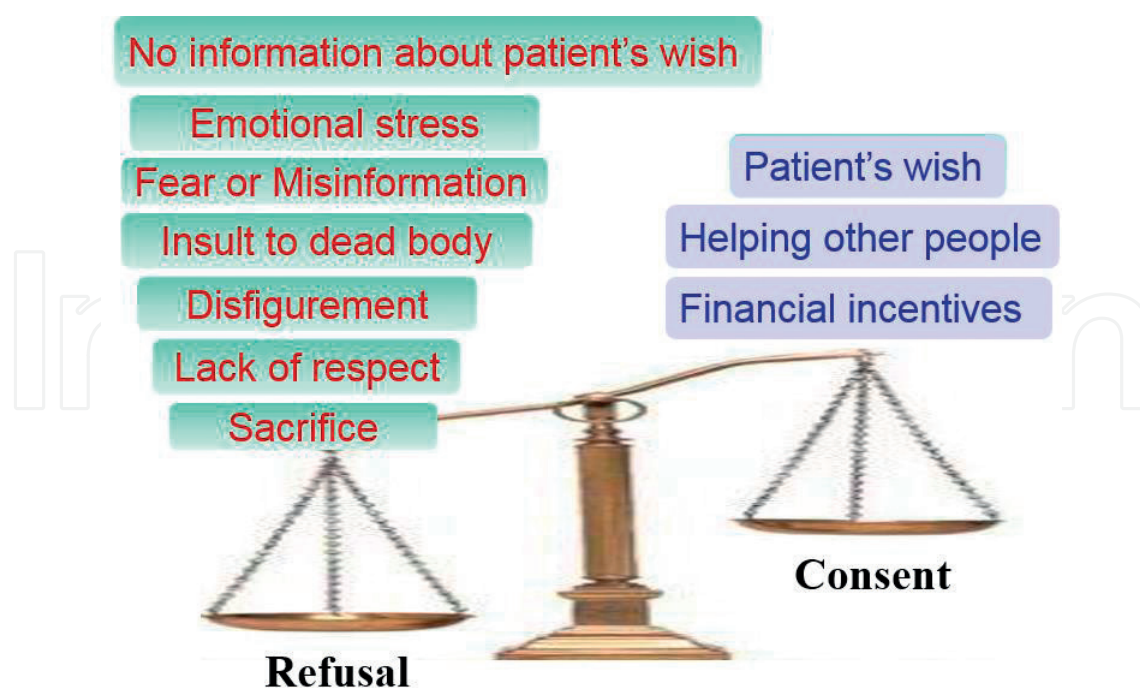 No information about patient's wish
Emotional stress
Fear or Misinformation
Insult to dead body
Disfigurement
Lack of respect
Sacrifice
Patient's wish
Helping other people
Financial incentives
Consent
Refusal